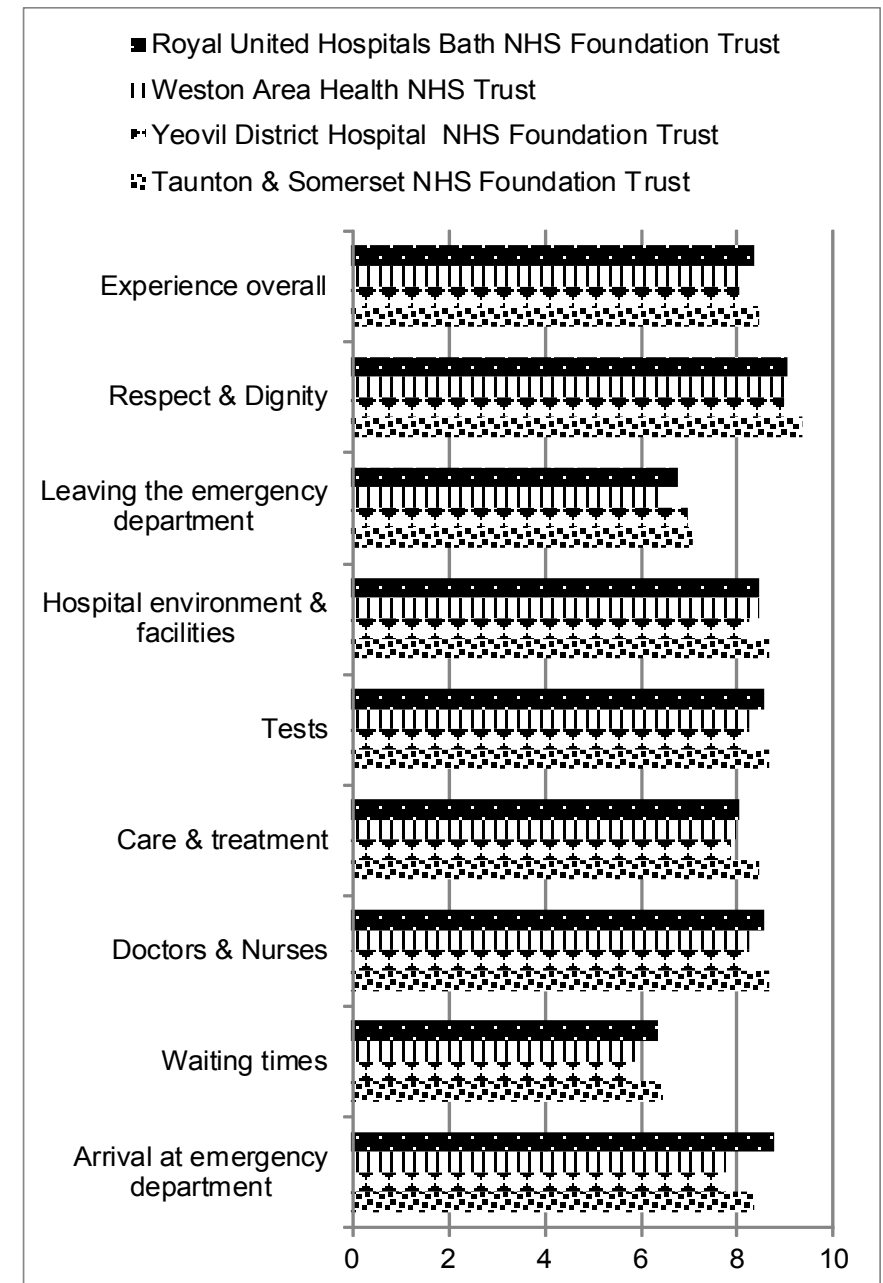 Royal United Hospitals Bath NHS Foundation Trust
Weston Area Health NHS Trust
Yeovil District Hospital NHS Foundation Trust
Taunton & Somerset NHS Foundation Trust
Experience overall
Respect & Dignity
Leaving the emergency
department
Hospital environment &
facilities
Tests
Care & treatment
Doctors & Nurses
Waiting times
Arrival at emergency
department
0 2 4 6 8 10